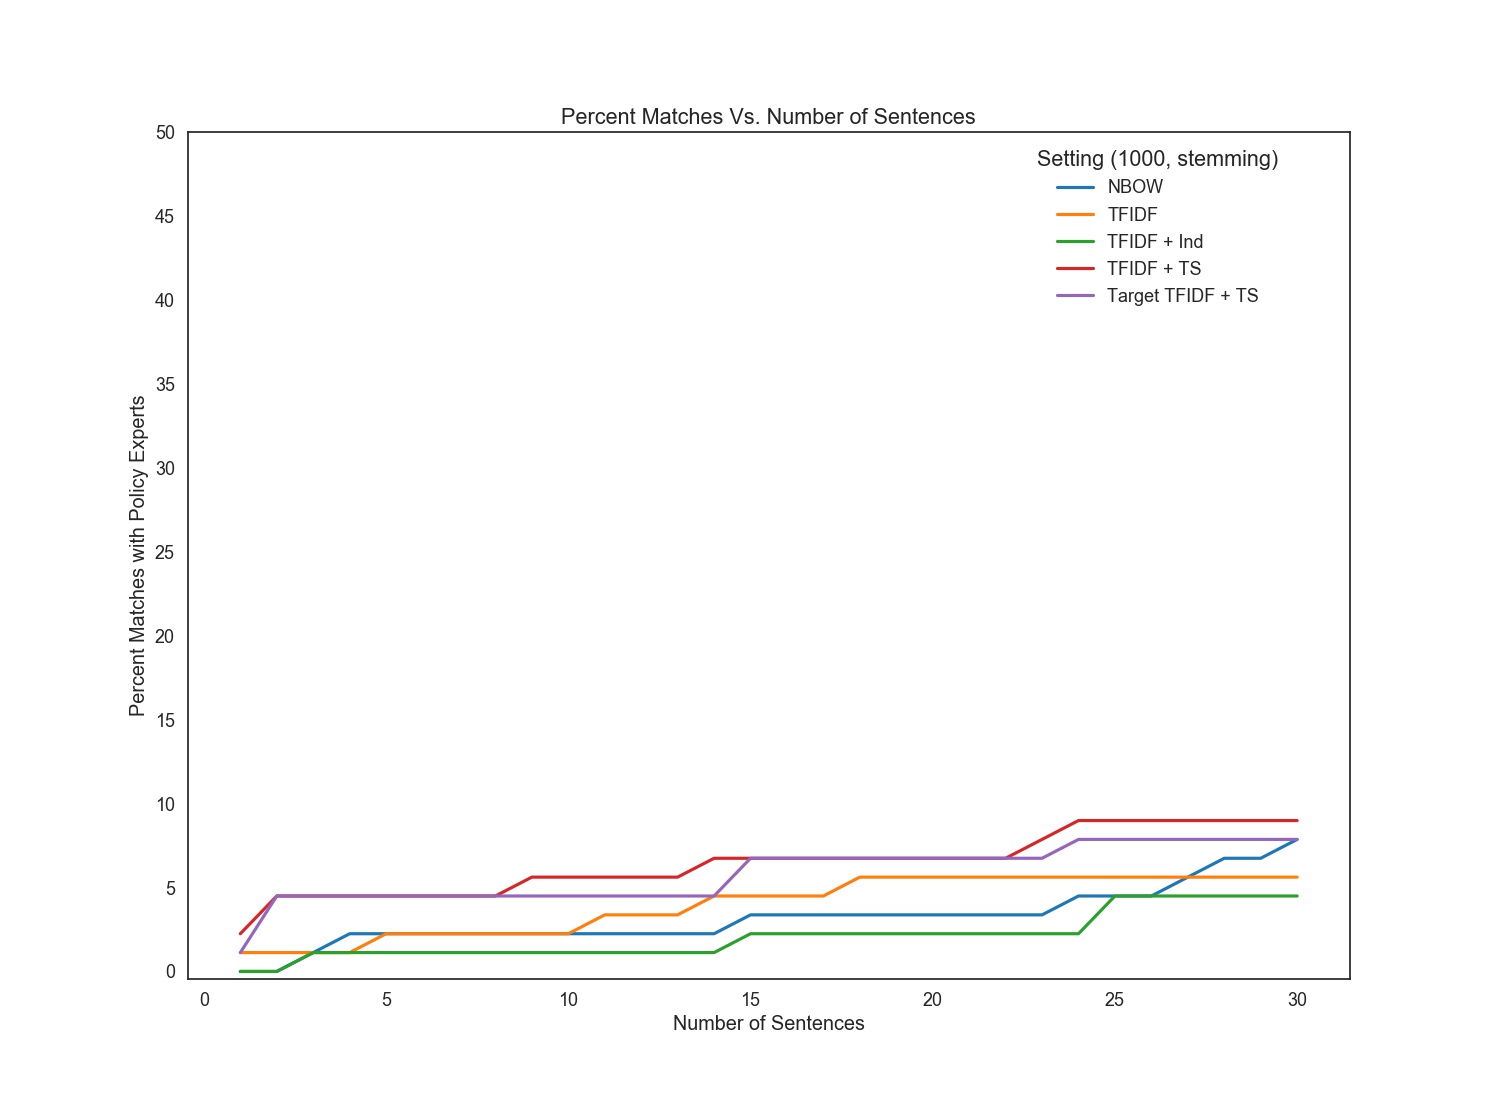 Percent Matches Vs. Number of Sentences
Setting (1000, stemming)
NBOW
TFIDF
TFIDF + Ind
TFIDF + TS
Target TFIDF + TS
Percent Matches with Policy Experts
50
45
40
35
30
25
20
15
10
5
0
0 5 10 15 20 25 30
Number of Sentences